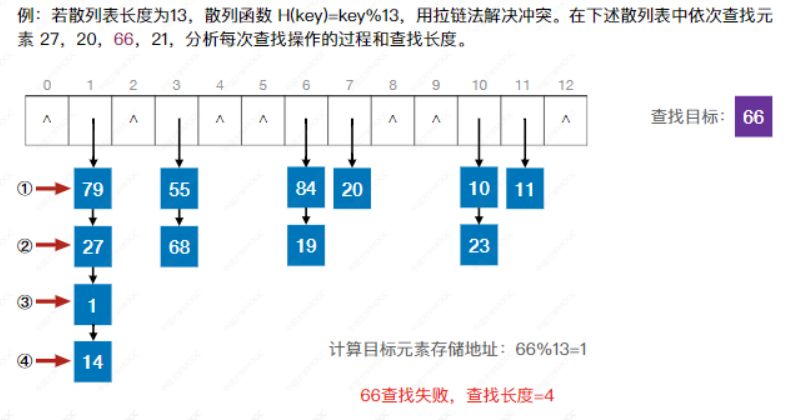 例：若散列表长度为13，散列函数 H(key)=key%13，用拉链法解决冲突。在下述散列表中依次查找元
素 27，20，66，21，分析每次查找操作的过程和查找长度。
0 1 2 3 4 5 6 7 8 9 10 11 12
^ ^ ^ ^ ^ ^ ^
查找目标： 66
① 79 55 84 20 10 11
② 27 68 19 23
③ 1
④ 14
计算目标元素存储地址：66%13=1
66查找失败，查找长度=4